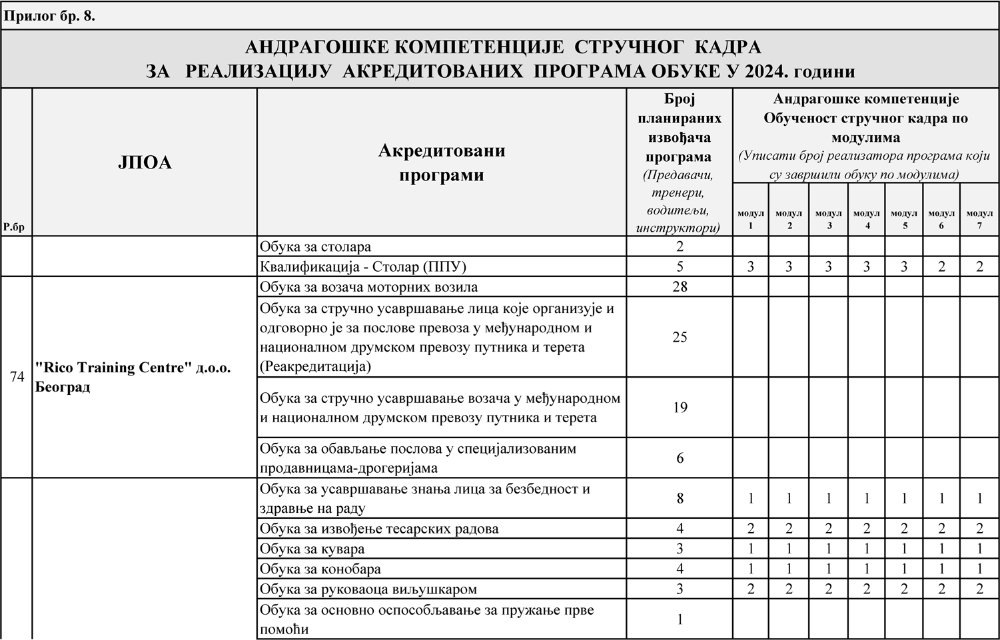 Прилог бр. 8.
АНДРАГОШКЕ КОМПЕТЕНЦИЈЕ СТРУЧНОГ КАДРА
ЗА РЕАЛИЗАЦИЈУ АКРЕДИТОВАНИХ ПРОГРАМА ОБУКЕ У 2024. години
Р.бр
ЈПОА
Акредитовани
програми
Број
планираних
извођача
програма
(Предавачи,
тренери,
водитељи,
инструктори)
Андрагошке компетенције
Обученост стручног кадра по
модулима
(Уписати број реализатора програма који
су завршили обуку по модулима)
модул модул модул модул модул модул модул
1 2 3 4 5 6 7
Обука за столара 2
Квалификација - Столар (ППУ) 5 3 3 3 3 3 2 2
74
"Rico Training Centre" д.о.о.
Београд
Обука за возача моторних возила 28
Обука за стручно усавршавање лица које организује и
одговорно је за послове превоза у међународном и
националном друмском превозу путника и терета
(Реакредитација)
25
Обука за стручно усавршавање возача у међународном
и националном друмском превозу путника и терета
19
Обука за обављање послова у специјализованим
продавницама-дрогеријама
6
Обука за усавршавање знања лица за безбедност и
здравње на раду
8 1 1 1 1 1 1 1
Обука за извођење тесарских радова 4 2 2 2 2 2 2 2
Обука за кувара 3 1 1 1 1 1 1 1
Обука за конобара 4 1 1 1 1 1 1 1
Обука за руковаоца виљушкаром 3 2 2 2 2 2 2 2
Обука за основно оспособљавање за пружање прве
помоћи
1